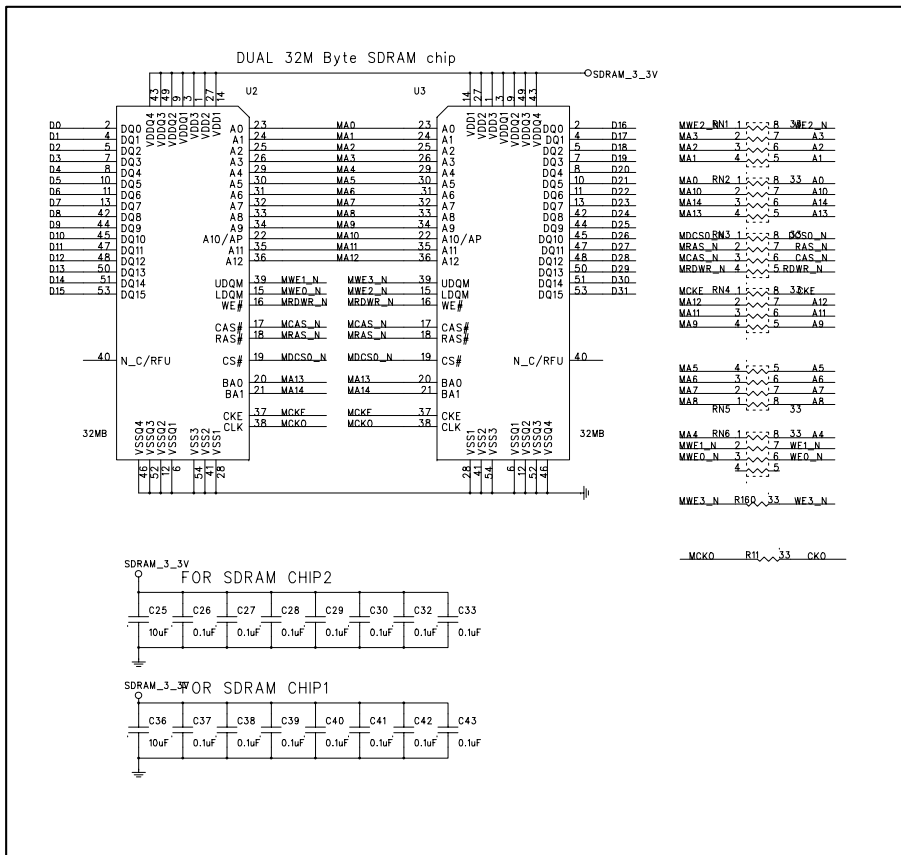 DUAL 32M Byte SDRAM chip
SDRAM_3_3V
U2 U3
43 49 9 3 1 27 14 14 27 1 3 9 49 43
VDDQ4 VDDQ3 VDDQ2 VDDQ1 VDD3 VDD2 VDD1 VDD1 VDD2 VDD3 VDDQ1 VDDQ2 VDDQ3 VDDQ4
D0 2 DQ0 A0 23 MA0 23 A0 DQ0 2 D16
D1 4 DQ1 A1 24 MA1 24 A1 DQ1 4 D17
D2 5 DQ2 A2 25 MA2 25 A2 DQ2 5 D18
D3 7 DQ3 A3 26 MA3 26 A3 DQ3 7 D19
D4 8 DQ4 A4 29 MA4 29 A4 DQ4 8 D20
D5 10 DQ5 A5 30 MA5 30 A5 DQ5 10 D21
D6 11 DQ6 A6 31 MA6 31 A6 DQ6 11 D22
D7 13 DQ7 A7 32 MA7 32 A7 DQ7 13 D23
D8 42 DQ8 A8 33 MA8 33 A8 DQ8 42 D24
D9 44 DQ9 A9 34 MA9 34 A9 DQ9 44 D25
D10 45 DQ10 A10/AP 22 MA10 22 A10/AP DQ10 45 D26
D11 47 DQ11 A11 35 MA11 35 A11 DQ11 47 D27
D12 48 DQ12 A12 36 MA12 36 A12 DQ12 48 D28
D13 50 DQ13 DQ13 50 D29
D14 51 DQ14 UDQM 39 MWE1_N MWE3_N 39 UDQM DQ14 51 D30
D15 53 DQ15 LDQM 15 MWE0_N MWE2_N 15 LDQM DQ15 53 D31
WE# 16 MRDWR_N MRDWR_N 16 WE#
CAS# 17 MCAS_N MCAS_N 17 CAS#
RAS# 18 MRAS_N MRAS_N 18 RAS#
40 N_C/RFU CS# 19 MDCS0_N MDCS0_N 19 CS# N_C/RFU 40
BA0 20 MA13 MA13 20 BA0
BA1 21 MA14 MA14 21 BA1
CKE 37 MCKE MCKE 37 CKE
CLK 38 MCK0 MCK0 38 CLK
32MB 32MB
VSSQ4 VSSQ3 VSSQ2 VSSQ1 VSS3 VSS2 VSS1 VSS1 VSS2 VSS3 VSSQ1 VSSQ2 VSSQ3 VSSQ4
46 52 12 6 54 41 28 28 41 54 6 12 52 46
MWE2_N RN1 1 8 33 WE2_N
MA3 2 7 A3
MA2 3 6 A2
MA1 4 5 A1
MA0 RN2 1 8 33 A0
MA10 2 7 A10
MA14 3 6 A14
MA13 4 5 A13
MDCS0_N RN3 1 8 33 DCS0_N
MRAS_N 2 7 RAS_N
MCAS_N 3 6 CAS_N
MRDWR_N 4 5 RDWR_N
MCKE RN4 1 8 33 CKE
MA12 2 7 A12
MA11 3 6 A11
MA9 4 5 A9
MA5 4 5 A5
MA6 3 6 A6
MA7 2 7 A7
MA8 1 8 A8
RN5 33
MA4 RN6 1 8 33 A4
MWE1_N 2 7 WE1_N
MWE0_N 3 6 WE0_N
4 5
MWE3_N R160 33 WE3_N
MCK0 R11 33 CK0
SDRAM_3_3V
FOR SDRAM CHIP2
C25 C26 C27 C28 C29 C30 C32 C33
10uF 0.1uF 0.1uF 0.1uF 0.1uF 0.1uF 0.1uF 0.1uF
SDRAM_3_3V
FOR SDRAM CHIP1
C36 C37 C38 C39 C40 C41 C42 C43
10uF 0.1uF 0.1uF 0.1uF 0.1uF 0.1uF 0.1uF 0.1uF